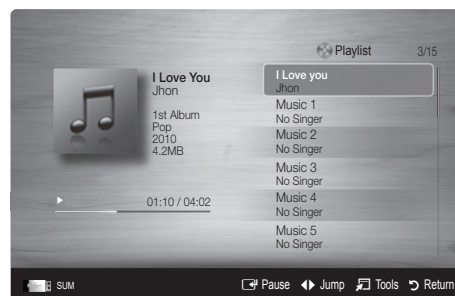 Playlist 3/15
I Love You
Jhon
1st Album
Pop
2010
4.2MB
01:10 / 04:02
I Love you
Jhon
Music 1
No Singer
Music 2
No Singer
Music 3
No Singer
Music 4
No Singer
Music 5
No Singer
SUM Pause Jump Tools Return